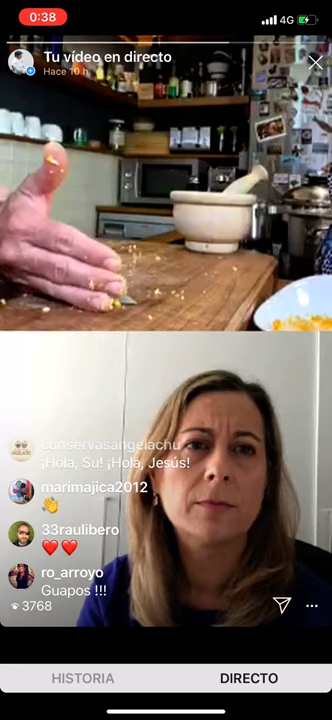 0:38
4G
Tu vídeo en directo
Hace 10 h
conservasangelachu
¡Hola, Su! ¡Hola, Jesús!
marimajica2012
👋
33raulibero
❤️❤️
ro_arroyo
Guapos !!!
3768
HISTORIA
DIRECTO